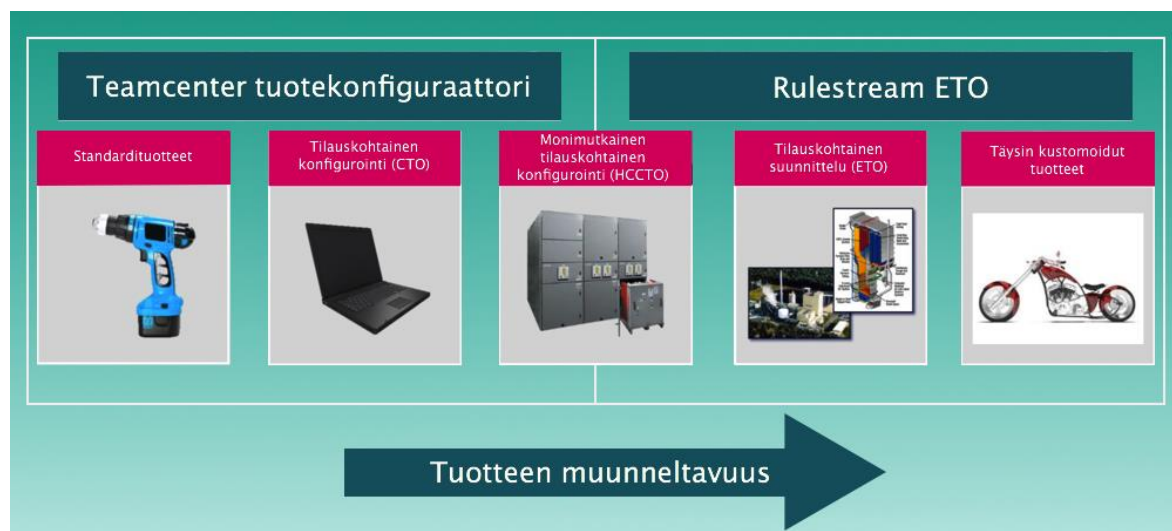 Teamcenter tuotekonfiguraattori
Rulestream ETO
Standardituotteet
Tilauskohtainen
konfigurointi (CTO)
Monimutkainen
tilauskohtainen
konfigurointi (HCCTO)
Tilauskohtainen
suunnittelu (ETO)
Täysin kustomoidut
tuotteet
Tuotteen muunneltavuus